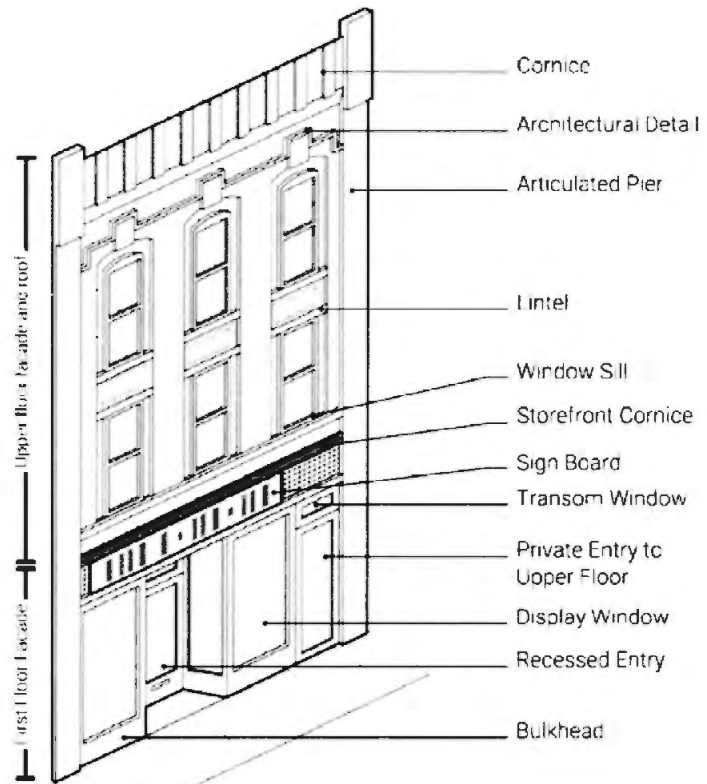 Cornice
Architectural Detail
Articulated Pier
Lintel
Window Sill
Storefront Cornice
Sign Board
Transom Window
Private Entry to
Upper Floor
Display Window
Recessed Entry
Bulkhead
Upper floor facade and roof
First Floor Facade